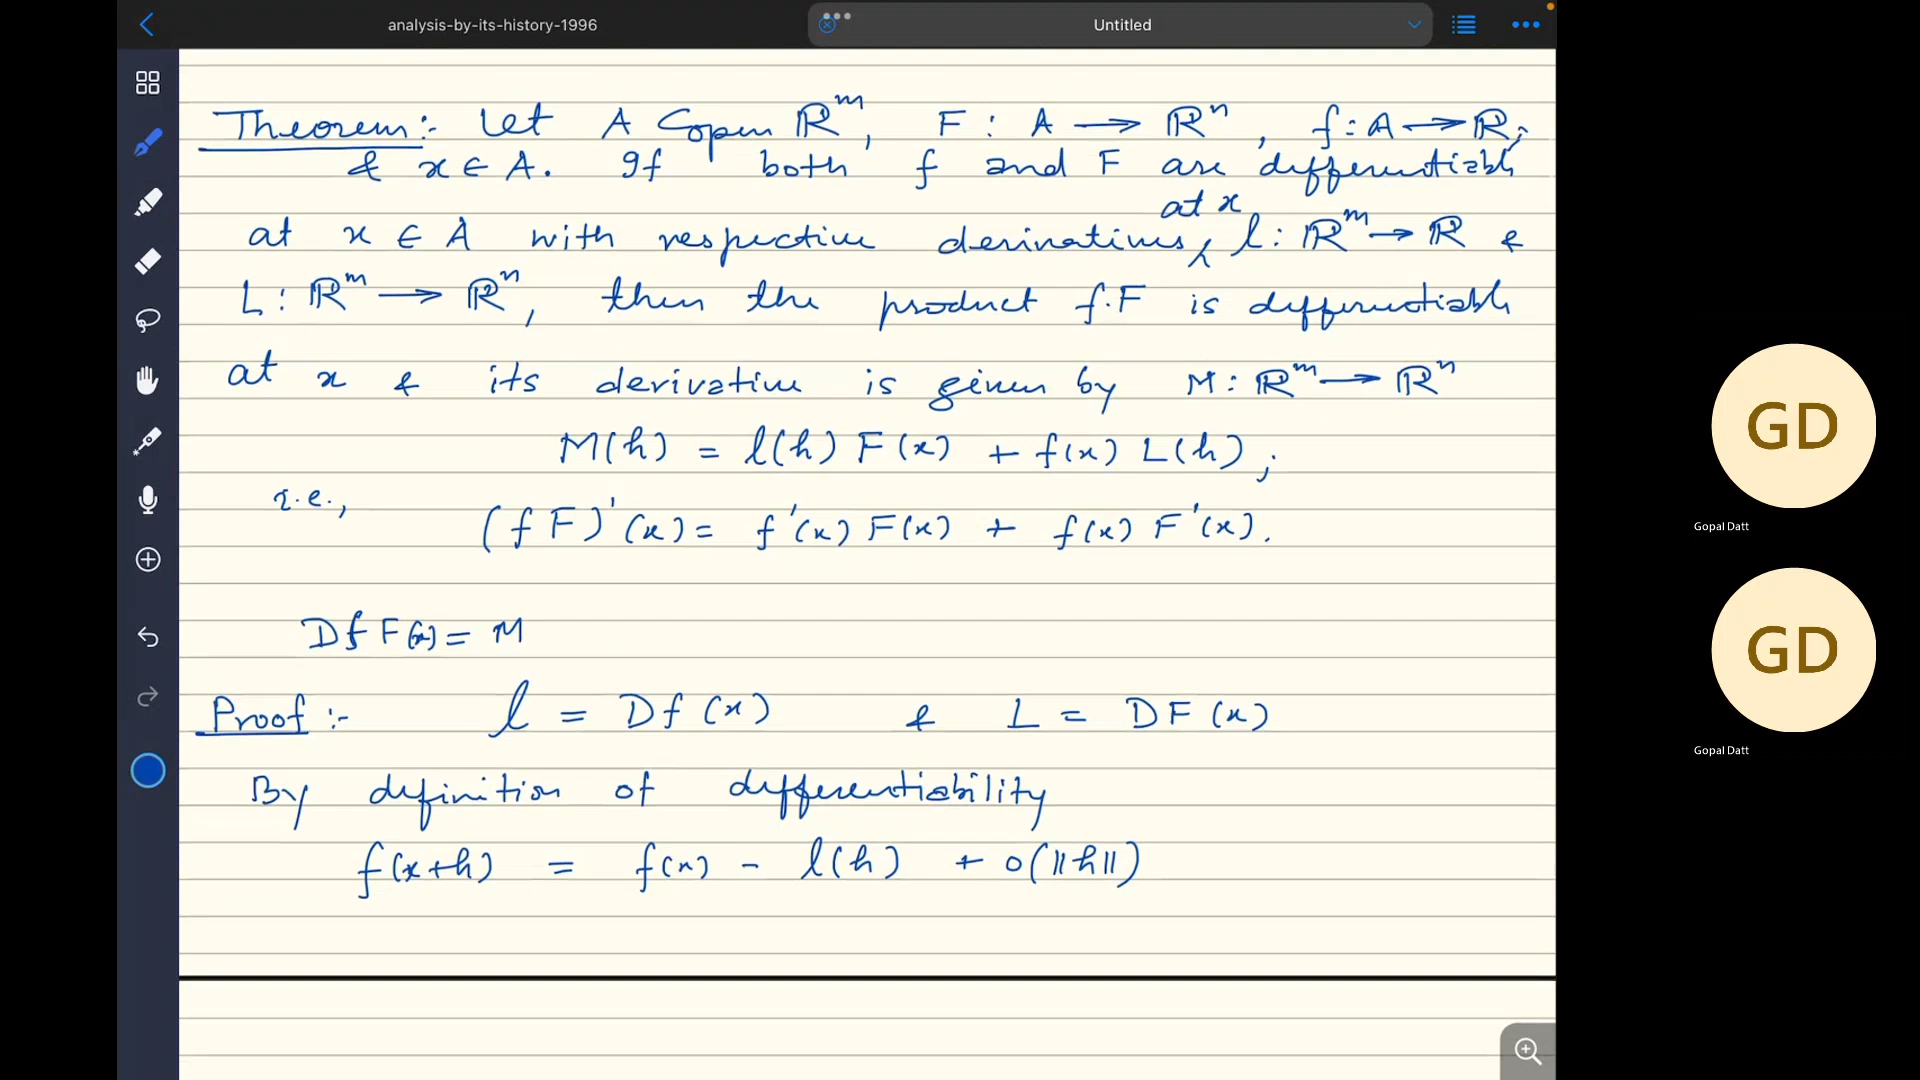 analysis-by-its-history-1996
Untitled
Theorem:- Let A ⊂open ℝ^m, F : A → ℝ^n, f : A → ℝ;
& x ∈ A. If both f and F are differentiable
at x ∈ A with respective derivatives, at x l : ℝ^m → ℝ &
L : ℝ^m → ℝ^n, then the product f.F is differentiable
at x & its derivative is given by M : ℝ^m → ℝ^n
M(h) = l(h) F(x) + f(x) L(h);
i.e., (f F)'(x) = f'(x) F(x) + f(x) F'(x).
D f F(x) = M
Proof :- l = Df(x) & L = DF(x)
By definition of differentiability
f(x+h) = f(x) - l(h) + o(||h||)
GD
Gopal Datt
GD
Gopal Datt